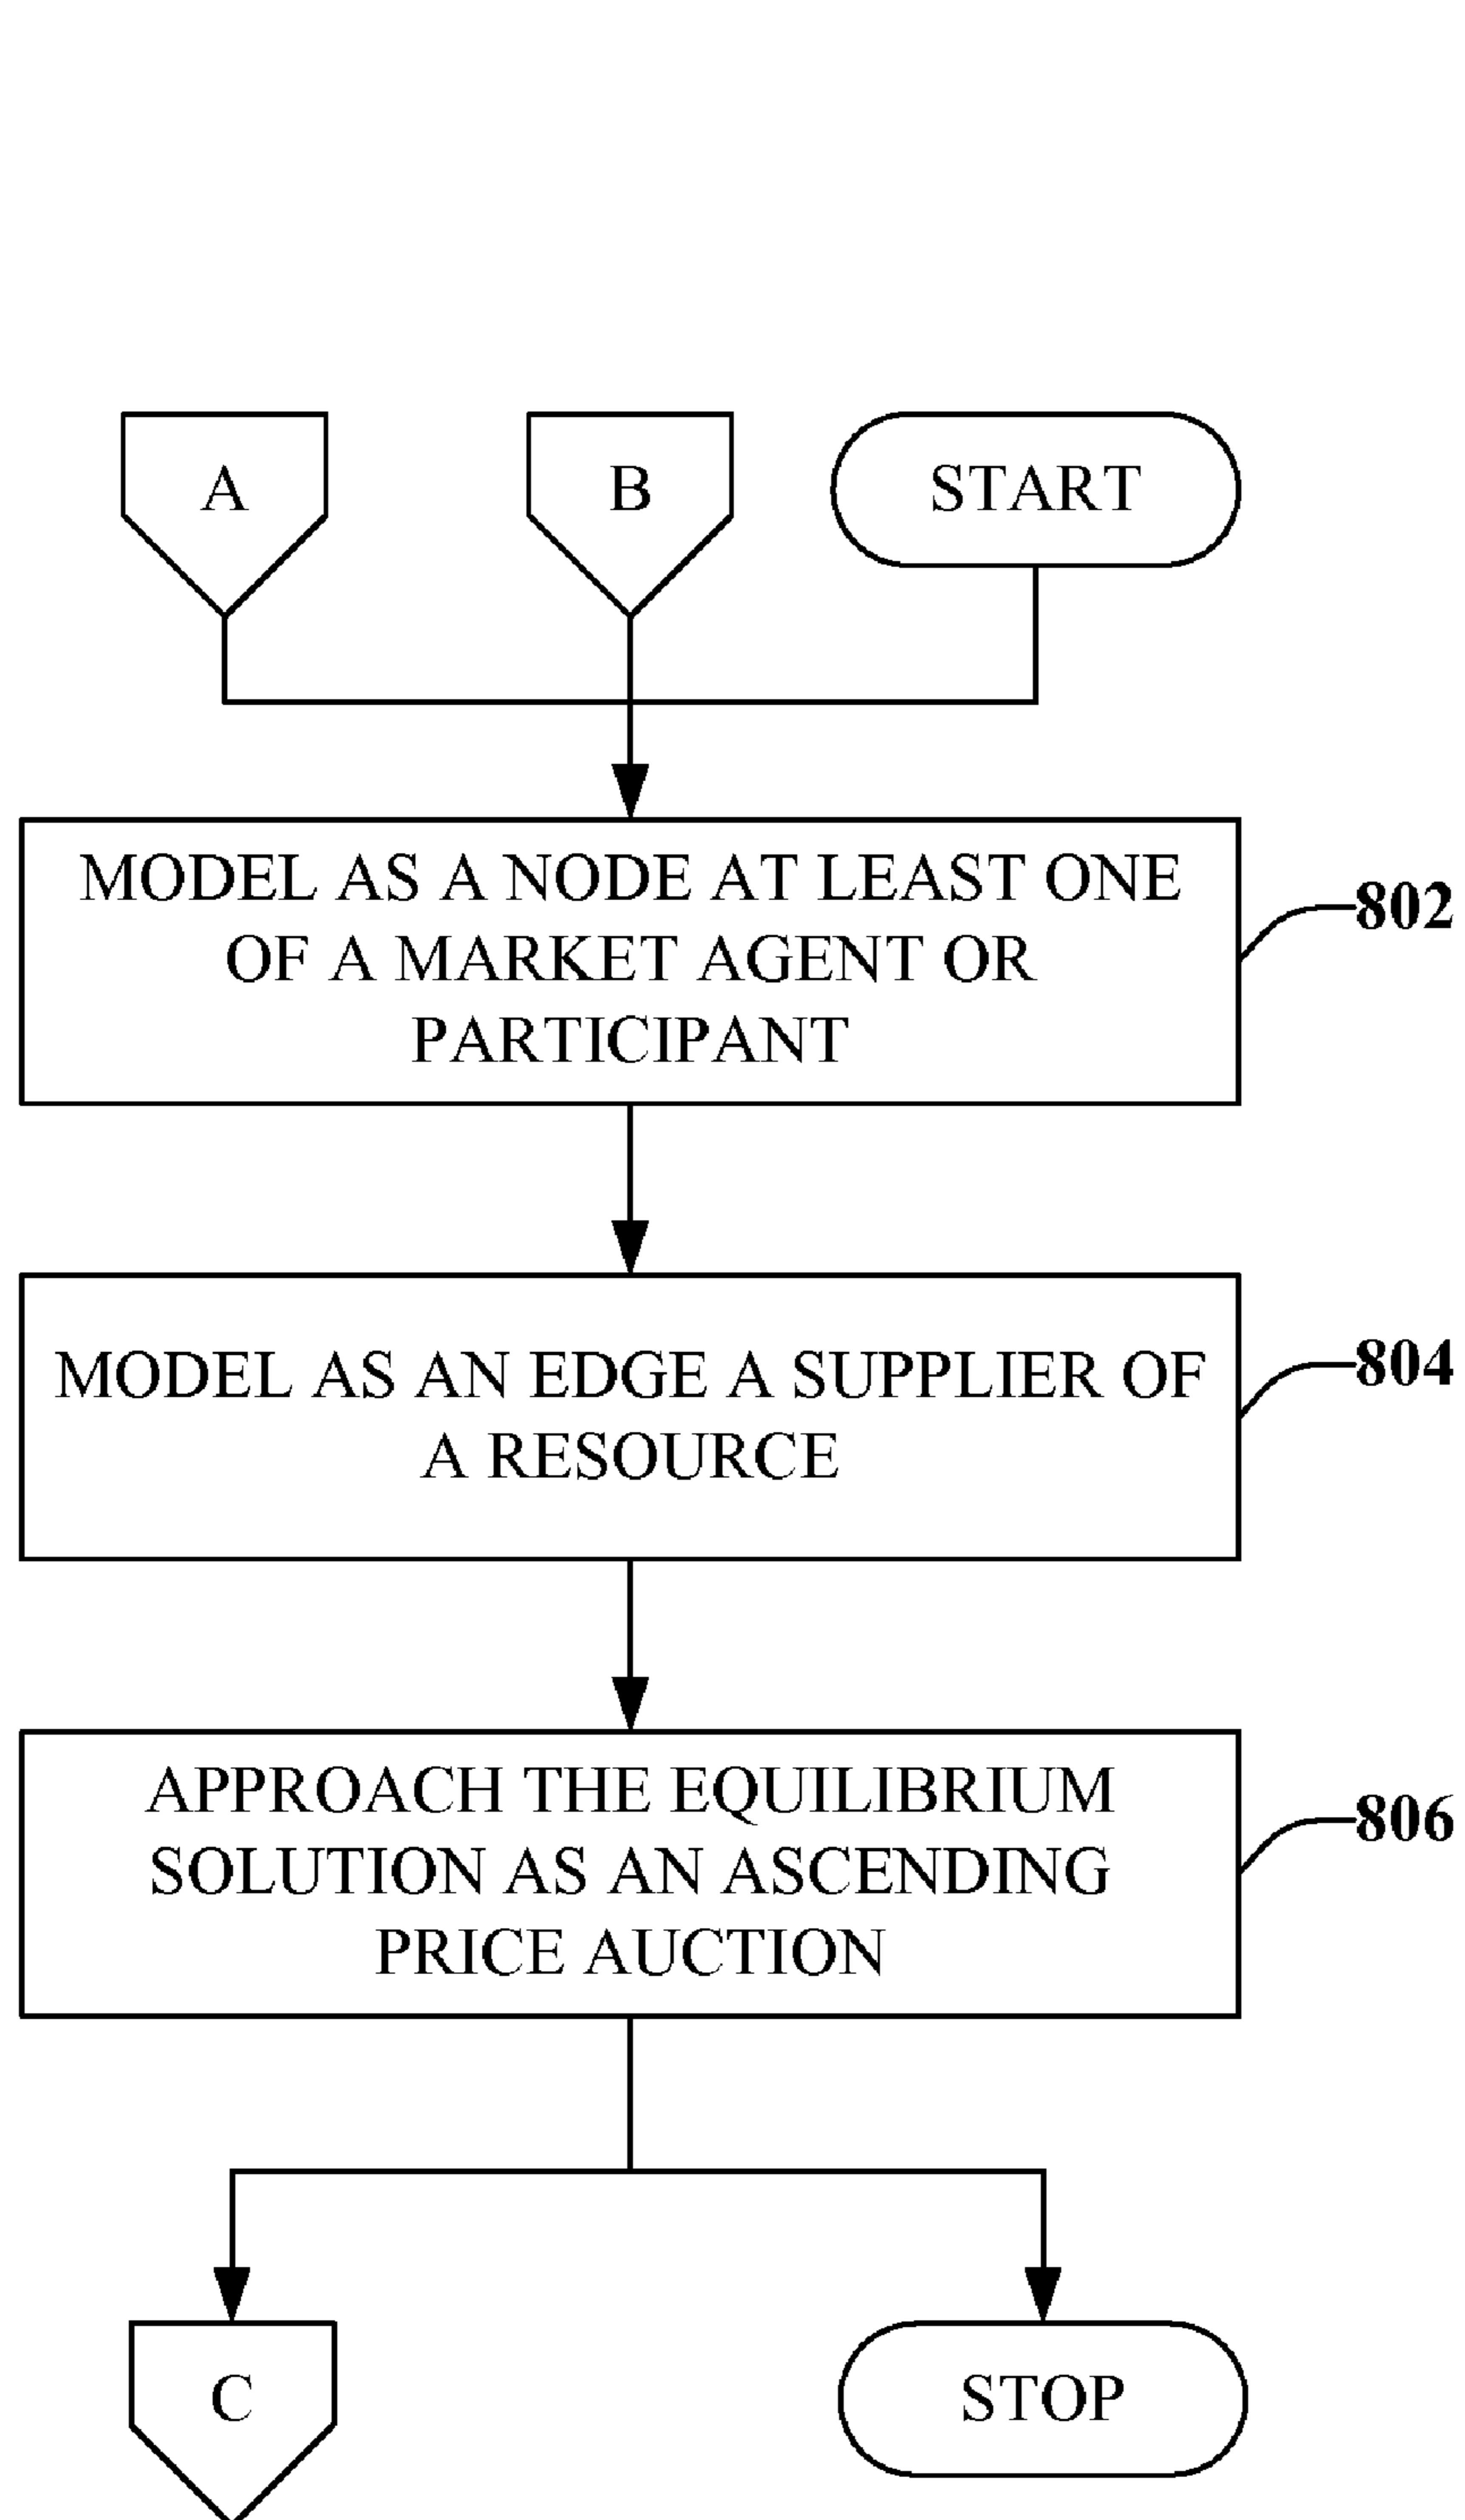 A
B
START
MODEL AS A NODE AT LEAST ONE
OF A MARKET AGENT OR
PARTICIPANT
802
MODEL AS AN EDGE A SUPPLIER OF
A RESOURCE
804
APPROACH THE EQUILIBRIUM
SOLUTION AS AN ASCENDING
PRICE AUCTION
806
C
STOP